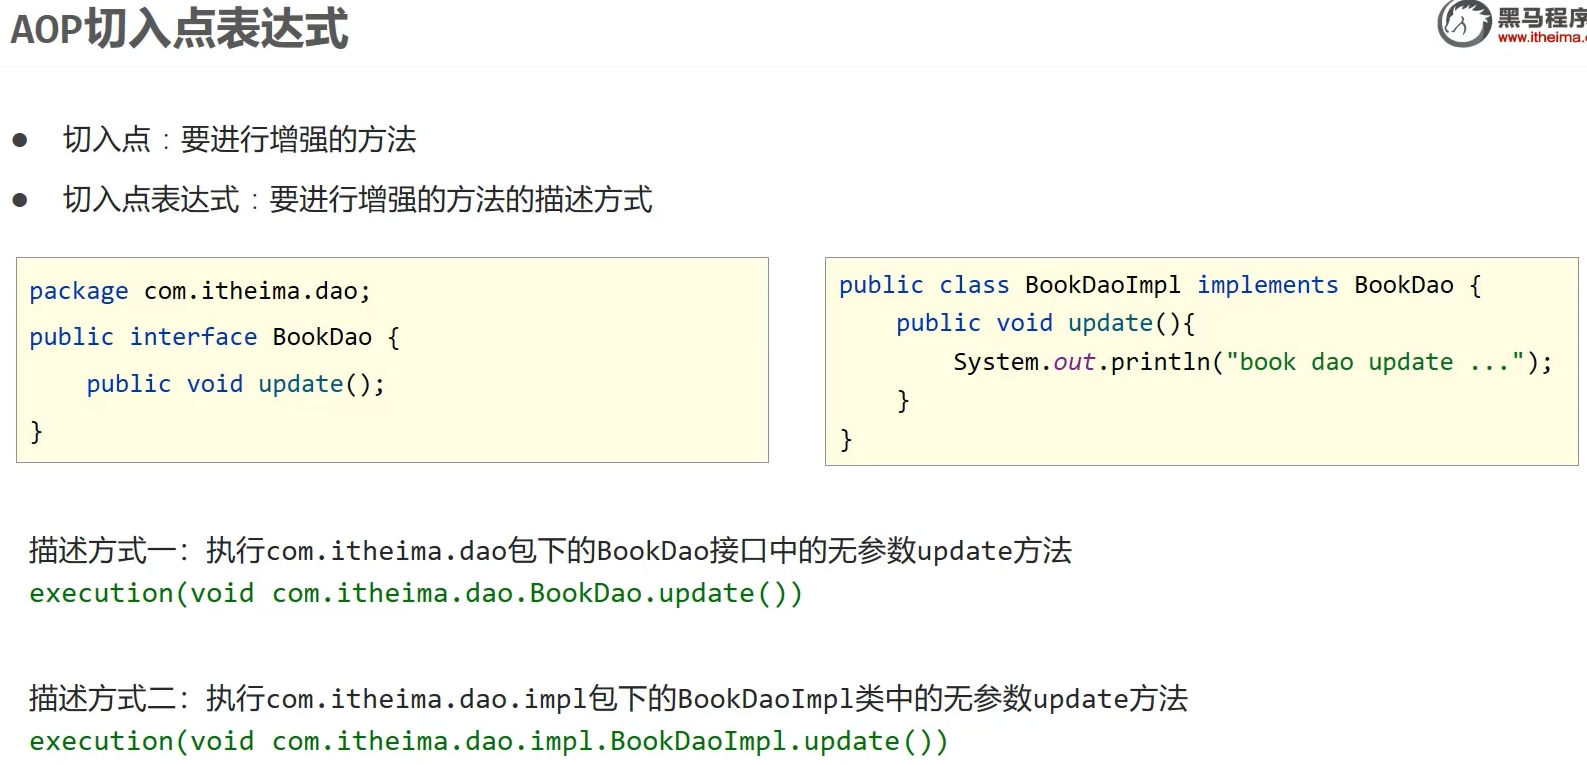 AOP切入点表达式
黑马程序
www.itheima.
● 切入点：要进行增强的方法
● 切入点表达式：要进行增强的方法的描述方式
package com.itheima.dao;
public interface BookDao {
    public void update();
}
public class BookDaoImpl implements BookDao {
    public void update(){
        System.out.println("book dao update ...");
    }
}
描述方式一：执行com.itheima.dao包下的BookDao接口中的无参数update方法
execution(void com.itheima.dao.BookDao.update())
描述方式二：执行com.itheima.dao.impl包下的BookDaoImpl类中的无参数update方法
execution(void com.itheima.dao.impl.BookDaoImpl.update())